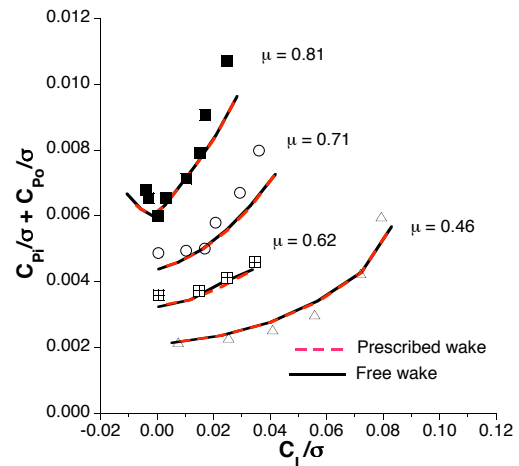 0.012
0.010
0.008
0.006
0.004
0.002
0.000
C_Pi/σ + C_Po/σ
μ = 0.81
μ = 0.71
μ = 0.62
μ = 0.46
Prescribed wake
Free wake
-0.02 0.00 0.02 0.04 0.06 0.08 0.10 0.12
C_L/σ